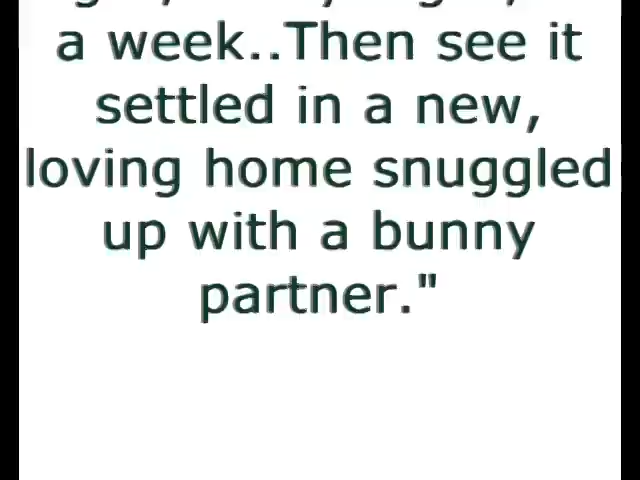 a week..Then see it
settled in a new,
loving home snuggled
up with a bunny
partner."